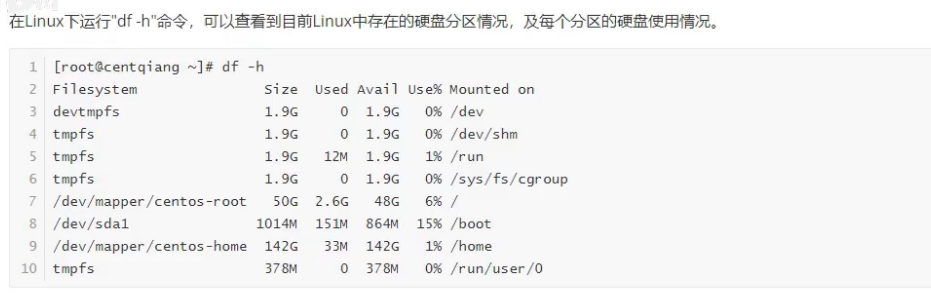 在Linux下运行"df -h"命令，可以查看到目前Linux中存在的硬盘分区情况，及每个分区的硬盘使用情况。
1 [root@centqiang ~]# df -h
2 Filesystem Size Used Avail Use% Mounted on
3 devtmpfs 1.9G 0 1.9G 0% /dev
4 tmpfs 1.9G 0 1.9G 0% /dev/shm
5 tmpfs 1.9G 12M 1.9G 1% /run
6 tmpfs 1.9G 0 1.9G 0% /sys/fs/cgroup
7 /dev/mapper/centos-root 50G 2.6G 48G 6% /
8 /dev/sda1 1014M 151M 864M 15% /boot
9 /dev/mapper/centos-home 142G 33M 142G 1% /home
10 tmpfs 378M 0 378M 0% /run/user/0